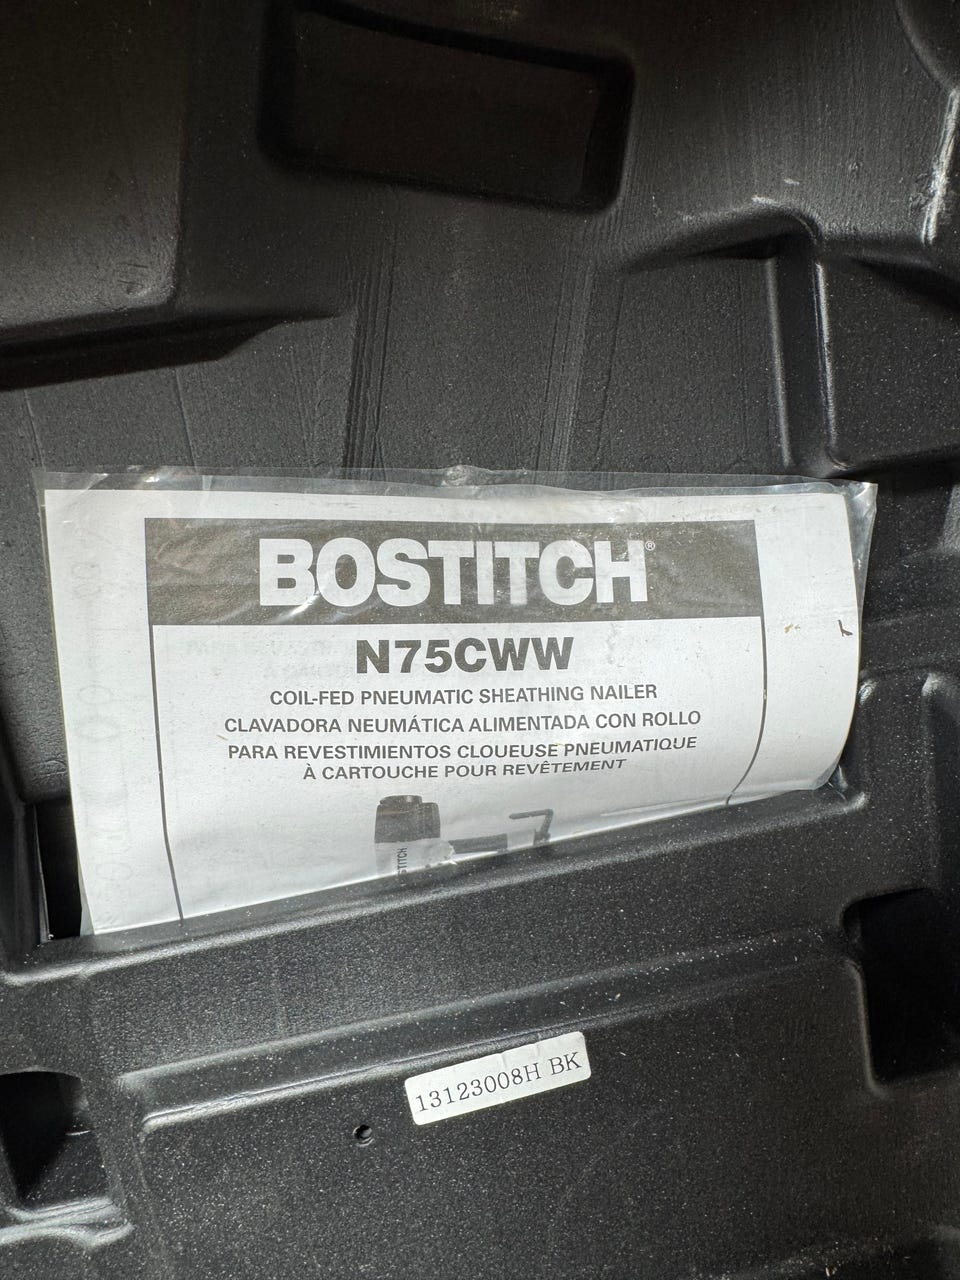 BOSTITCH®
N75CWW
COIL-FED PNEUMATIC SHEATHING NAILER
CLAVADORA NEUMÁTICA ALIMENTADA CON ROLLO
PARA REVESTIMIENTOS CLOUEUSE PNEUMATIQUE
À CARTOUCHE POUR REVÊTEMENT
STITCH
13123008H BK